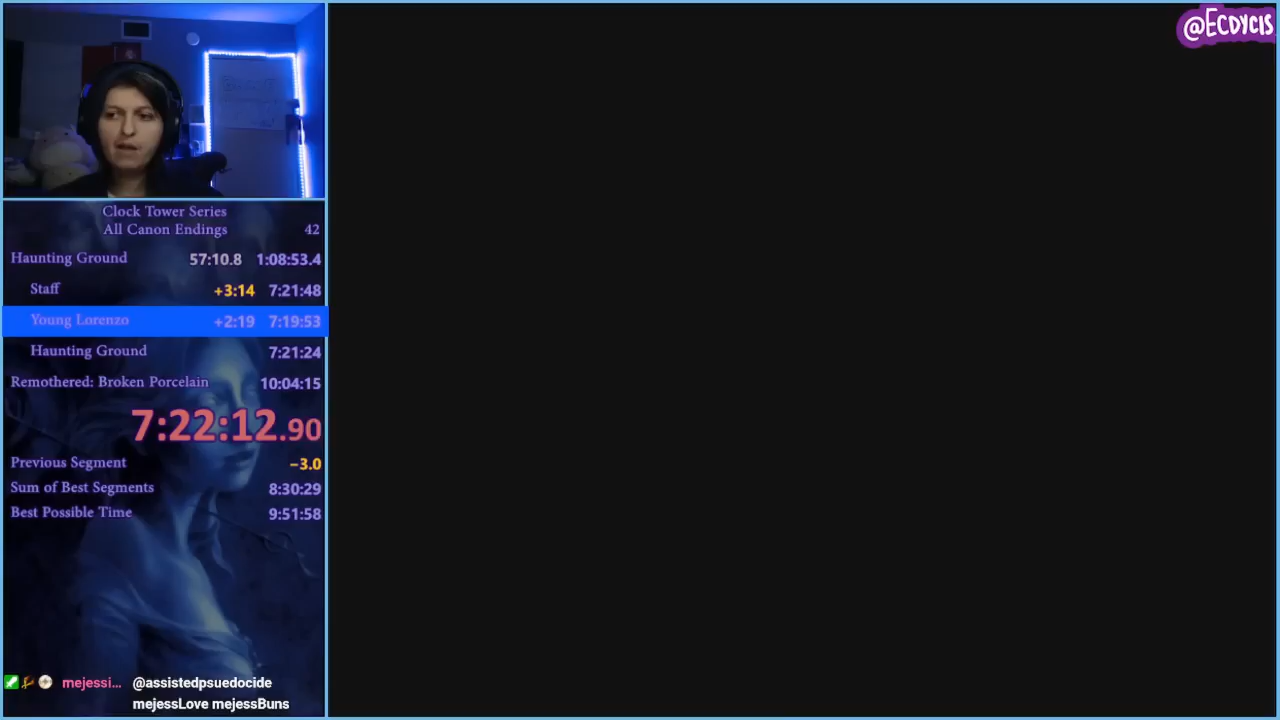 @ECDYCIS
Clock Tower Series
All Canon Endings 42
Haunting Ground 57:10.8 1:08:53.4
Staff +3:14 7:21:48
Young Lorenzo +2:19 7:19:53
Haunting Ground 7:21:24
Remothered: Broken Porcelain 10:04:15
7:22:12.90
Previous Segment −3.0
Sum of Best Segments 8:30:29
Best Possible Time 9:51:58
mejessi... @assistedpsuedocide
mejessLove mejessBuns